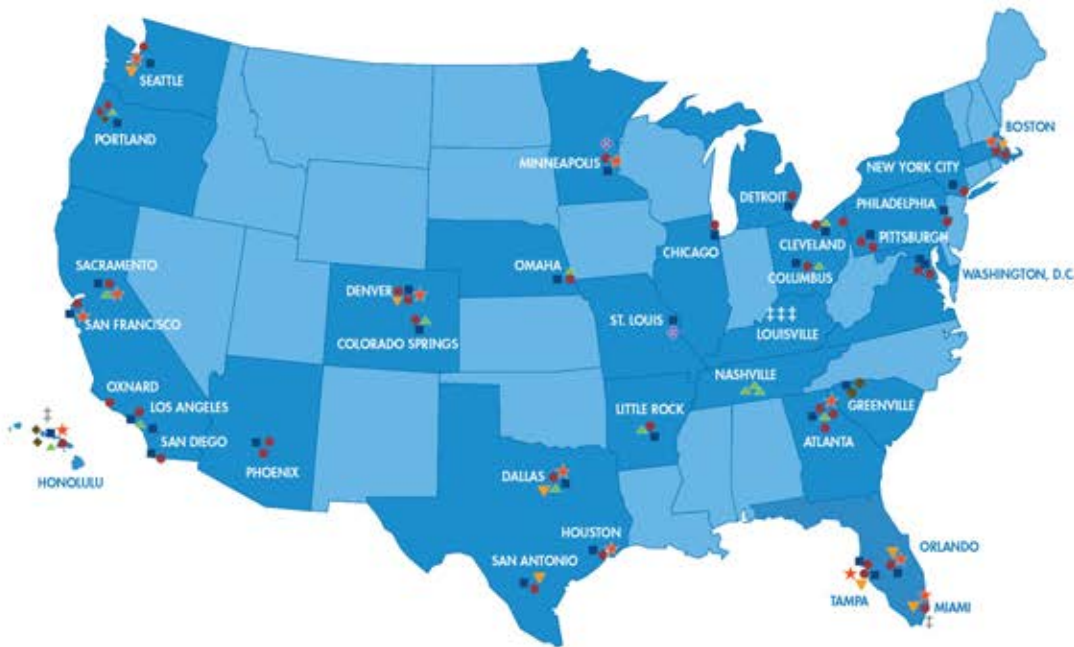 SEATTLE
BOSTON
PORTLAND
MINNEAPOLIS
NEW YORK CITY
DETROIT
PHILADELPHIA
PITTSBURGH
CLEVELAND
CHICAGO
SACRAMENTO
OMAHA
COLUMBUS
WASHINGTON, D.C.
DENVER
ST. LOUIS
SAN FRANCISCO
LOUISVILLE
COLORADO SPRINGS
NASHVILLE
OXNARD
LOS ANGELES
LITTLE ROCK
GREENVILLE
SAN DIEGO
ATLANTA
PHOENIX
DALLAS
HONOLULU
HOUSTON
ORLANDO
SAN ANTONIO
TAMPA
MIAMI